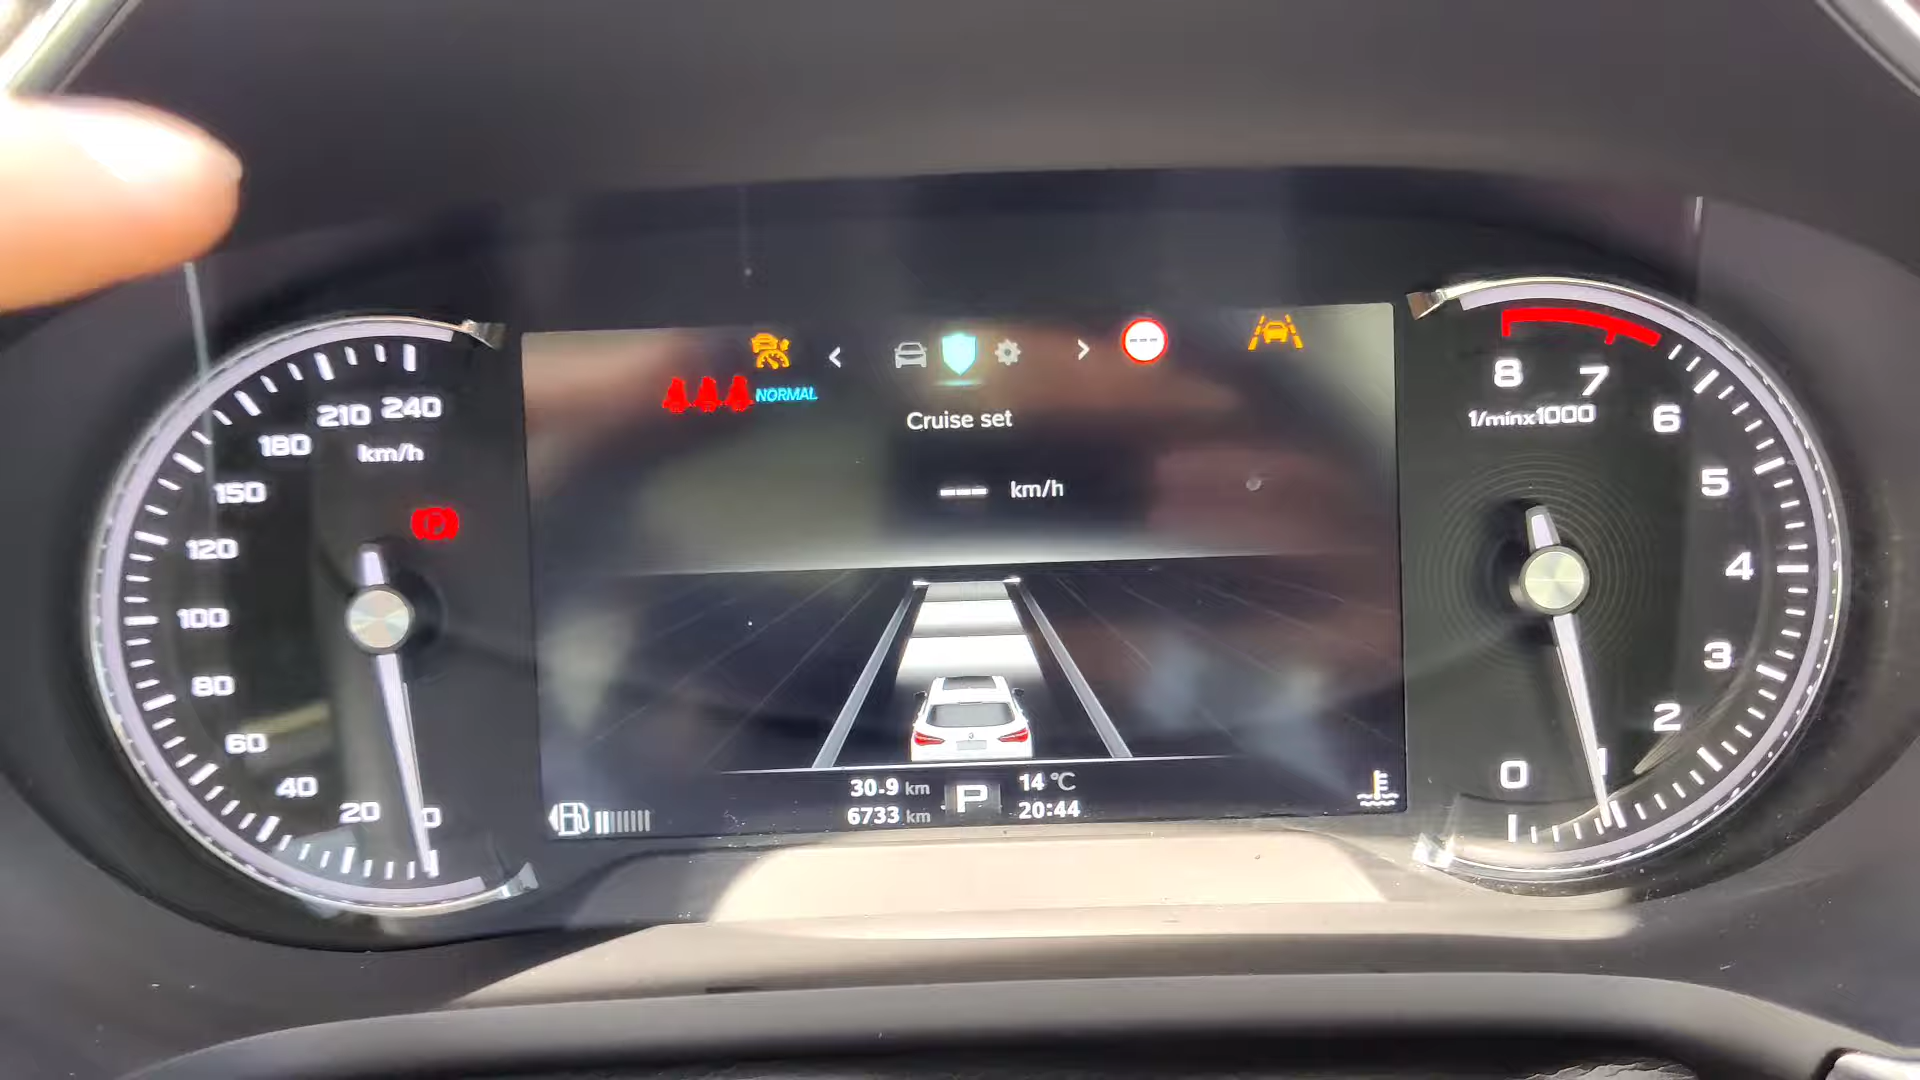 NORMAL
Cruise set
--- km/h
---
240
210
180
150
120
100
80
60
40
20
0
km/h
P
8
7
6
5
4
3
2
1
0
1/minx1000
30.9 km
6733 km
P
14 °C
20:44